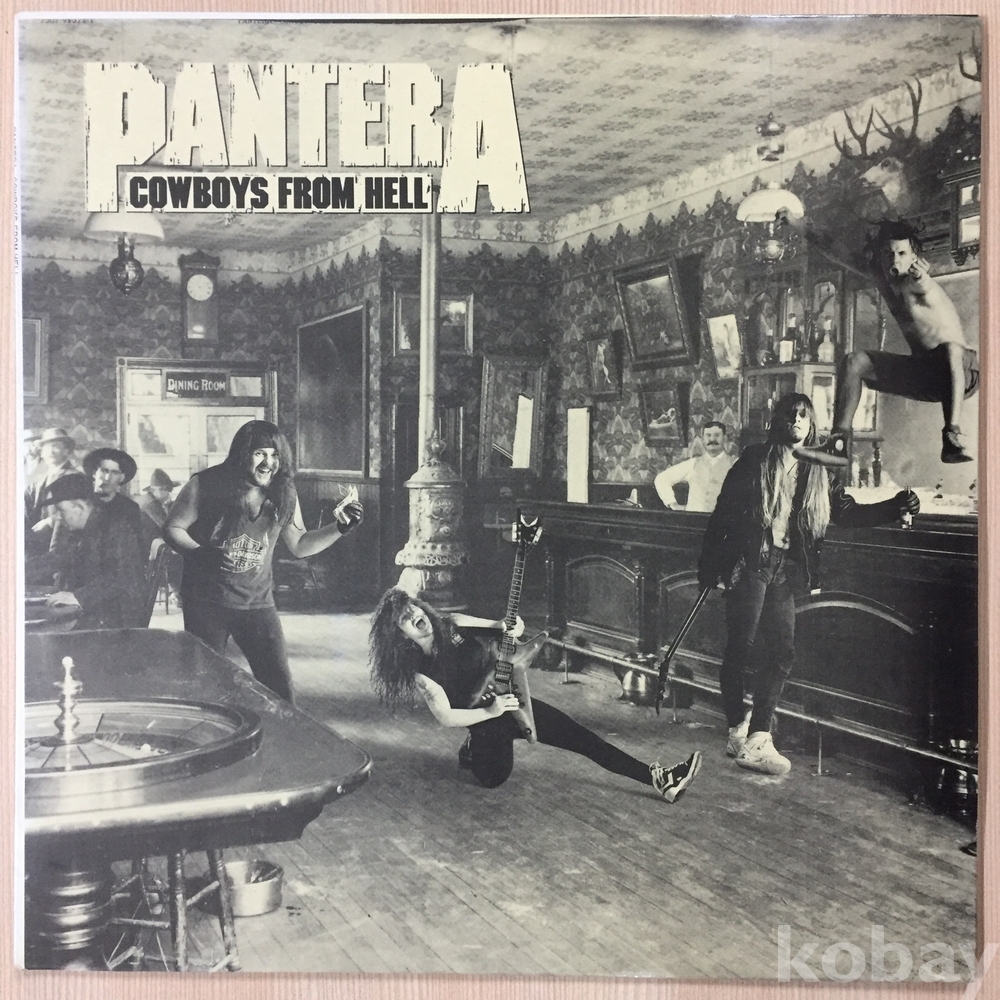 PANTERA
COWBOYS FROM HELL
DINING ROOM
kobay